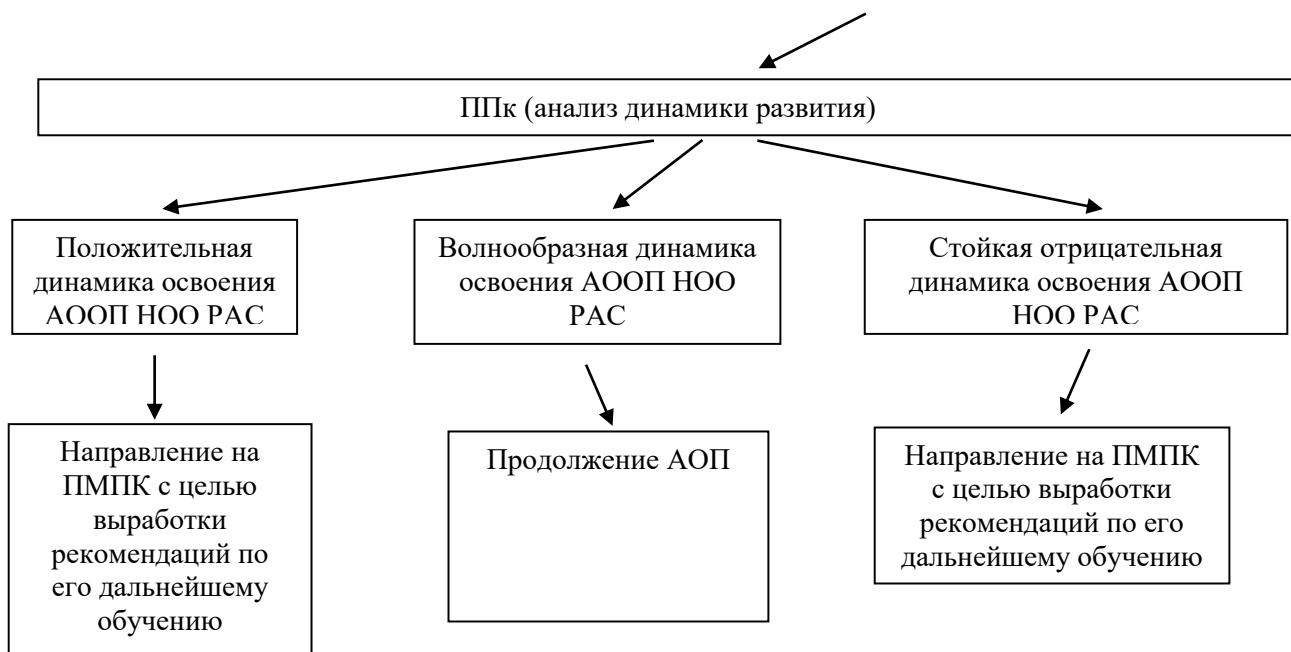 ППк (анализ динамики развития)
Положительная
динамика освоения
АООП НОО РАС
Волнообразная динамика
освоения АООП НОО
РАС
Стойкая отрицательная
динамика освоения АООП
НОО РАС
Направление на
ПМПК с целью
выработки
рекомендаций по
его дальнейшему
обучению
Продолжение АОП
Направление на ПМПК
с целью выработки
рекомендаций по его
дальнейшему обучению